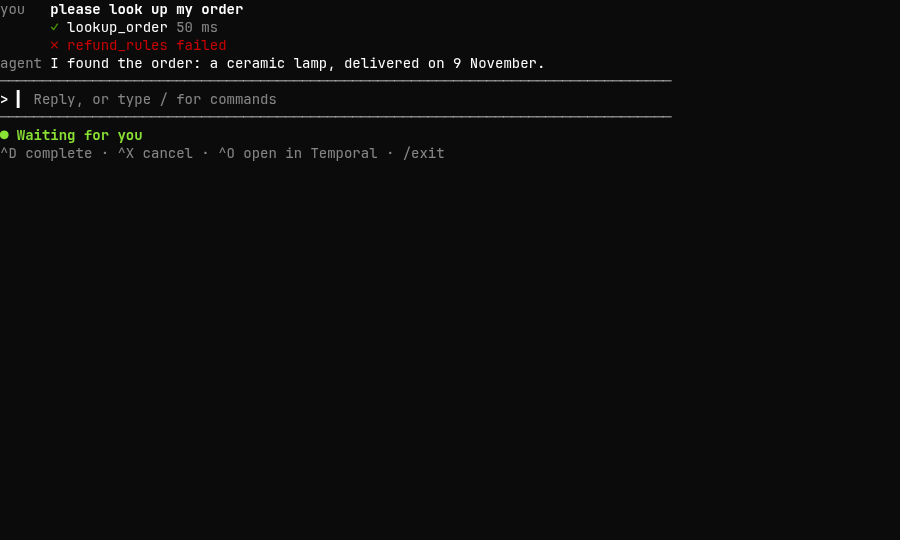 you please look up my order
✓ lookup_order 50 ms
× refund_rules failed
agent I found the order: a ceramic lamp, delivered on 9 November.
> Reply, or type / for commands
● Waiting for you
^D complete · ^X cancel · ^O open in Temporal · /exit